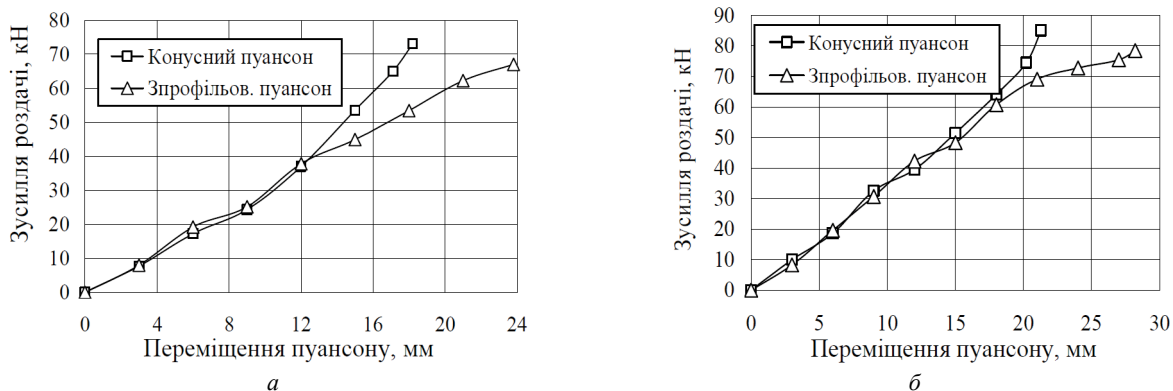 Зусилля роздачі, кН
80
70
60
50
40
30
20
10
0
Конусний пуансон
Зпрофільов. пуансон
0 4 8 12 16 20 24
Переміщення пуансону, мм
а
Зусилля роздачі, кН
90
80
70
60
50
40
30
20
10
0
Конусний пуансон
Зпрофільов. пуансон
0 5 10 15 20 25 30
Переміщення пуансону, мм
б